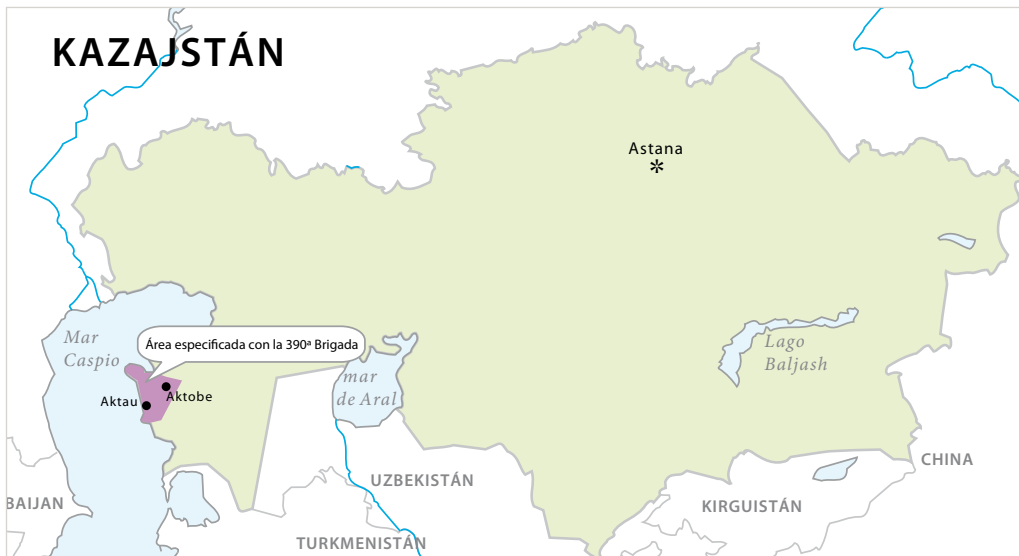 KAZAJSTÁN
Astana
Mar
Caspio
Área especificada con la 390ª Brigada
Lago
Baljash
mar
de Aral
Aktobe
Aktau
CHINA
UZBEKISTÁN
BAIJAN
KIRGUISTÁN
TURKMENISTÁN